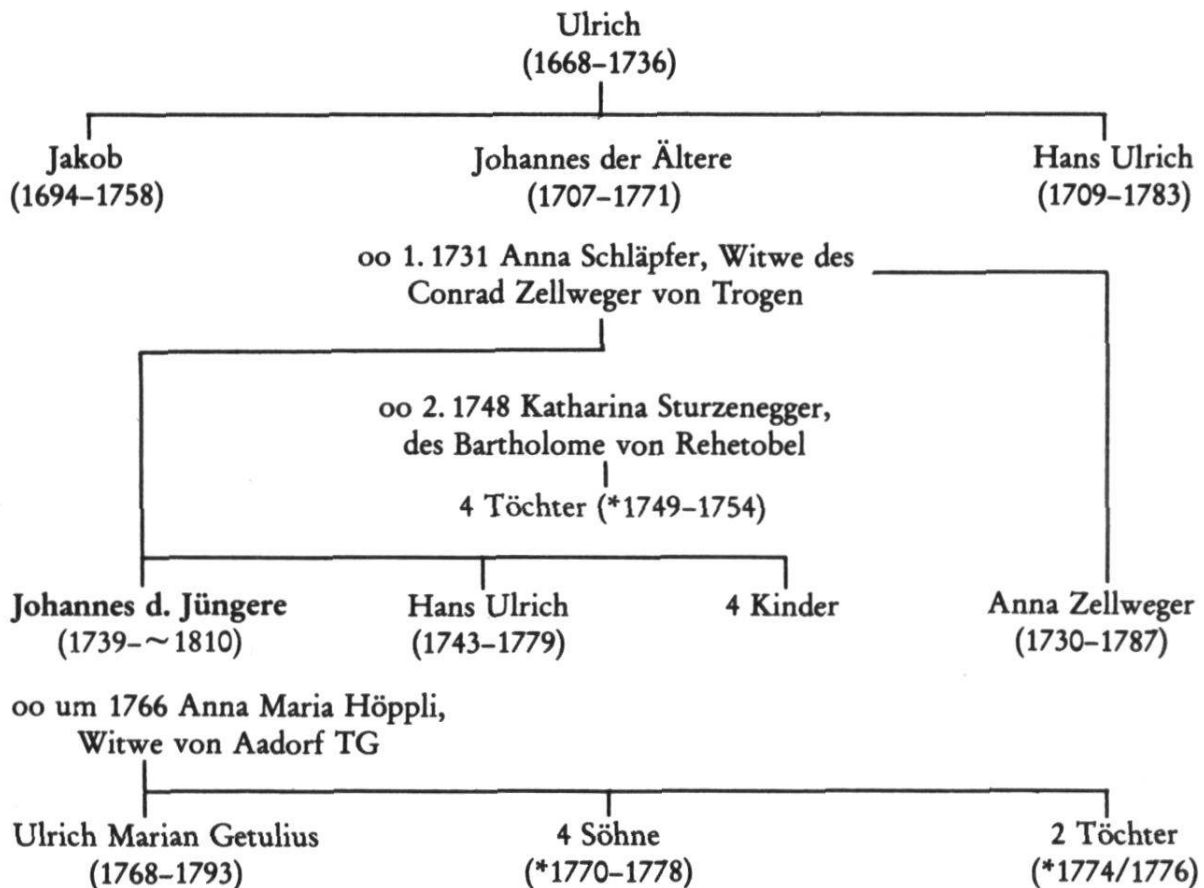 Ulrich
(1668–1736)
Jakob
(1694–1758)
Johannes der Ältere
(1707–1771)
Hans Ulrich
(1709–1783)
oo 1. 1731 Anna Schläpfer, Witwe des
Conrad Zellweger von Trogen
oo 2. 1748 Katharina Sturzenegger,
des Bartholome von Rehetobel
4 Töchter (*1749–1754)
Johannes d. Jüngere
(1739–~1810)
Hans Ulrich
(1743–1779)
4 Kinder
Anna Zellweger
(1730–1787)
oo um 1766 Anna Maria Höppli,
Witwe von Aadorf TG
Ulrich Marian Getulius
(1768–1793)
4 Söhne
(*1770–1778)
2 Töchter
(*1774/1776)